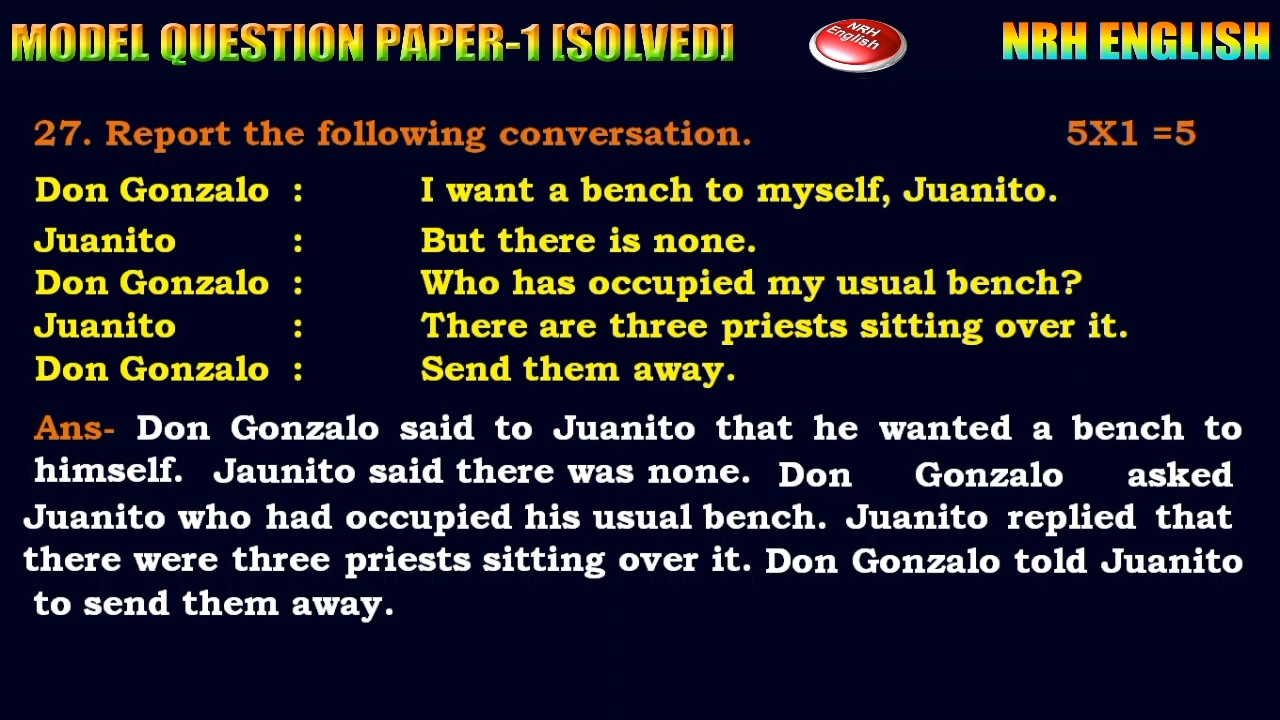 MODEL QUESTION PAPER-1 [SOLVED] NRH English NRH ENGLISH
27. Report the following conversation. 5X1 =5
Don Gonzalo : I want a bench to myself, Juanito.
Juanito : But there is none.
Don Gonzalo : Who has occupied my usual bench?
Juanito : There are three priests sitting over it.
Don Gonzalo : Send them away.
Ans- Don Gonzalo said to Juanito that he wanted a bench to
himself. Jaunito said there was none. Don Gonzalo asked
Juanito who had occupied his usual bench. Juanito replied that
there were three priests sitting over it. Don Gonzalo told Juanito
to send them away.